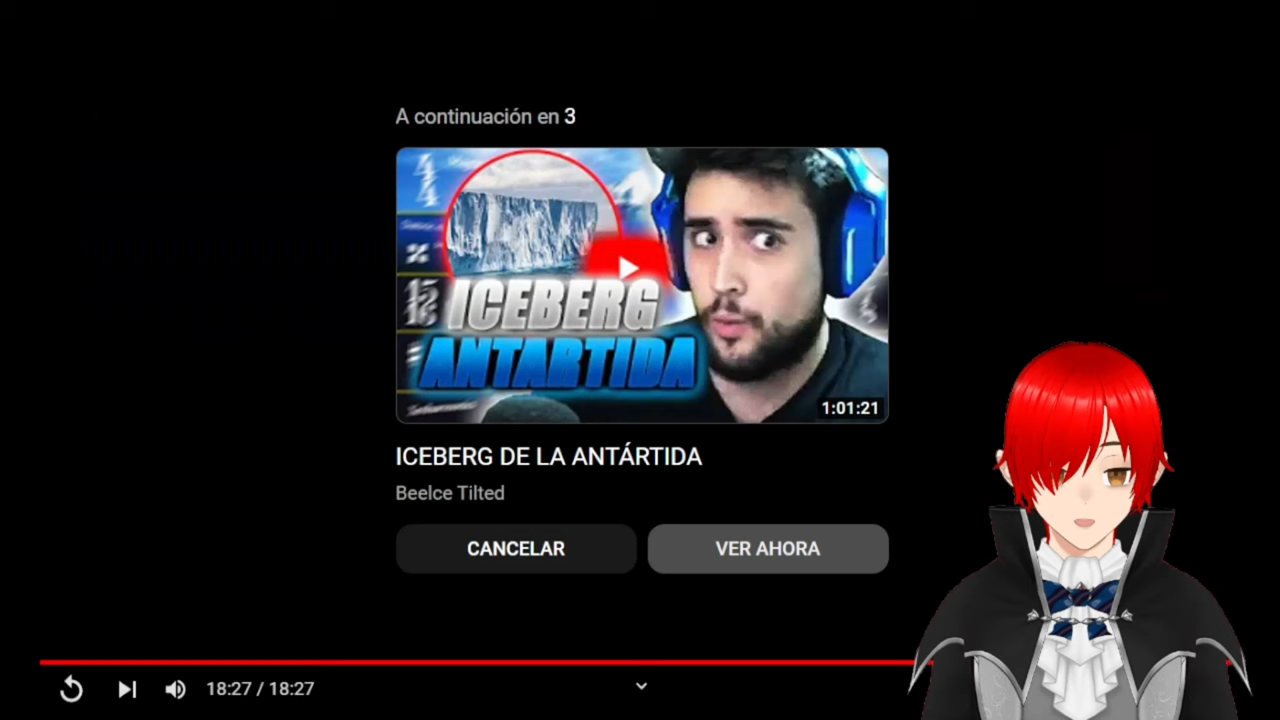 A continuación en 3
ICEBERG
ANTARTIDA
1:01:21
ICEBERG DE LA ANTÁRTIDA
Beelce Tilted
CANCELAR
VER AHORA
18:27 / 18:27